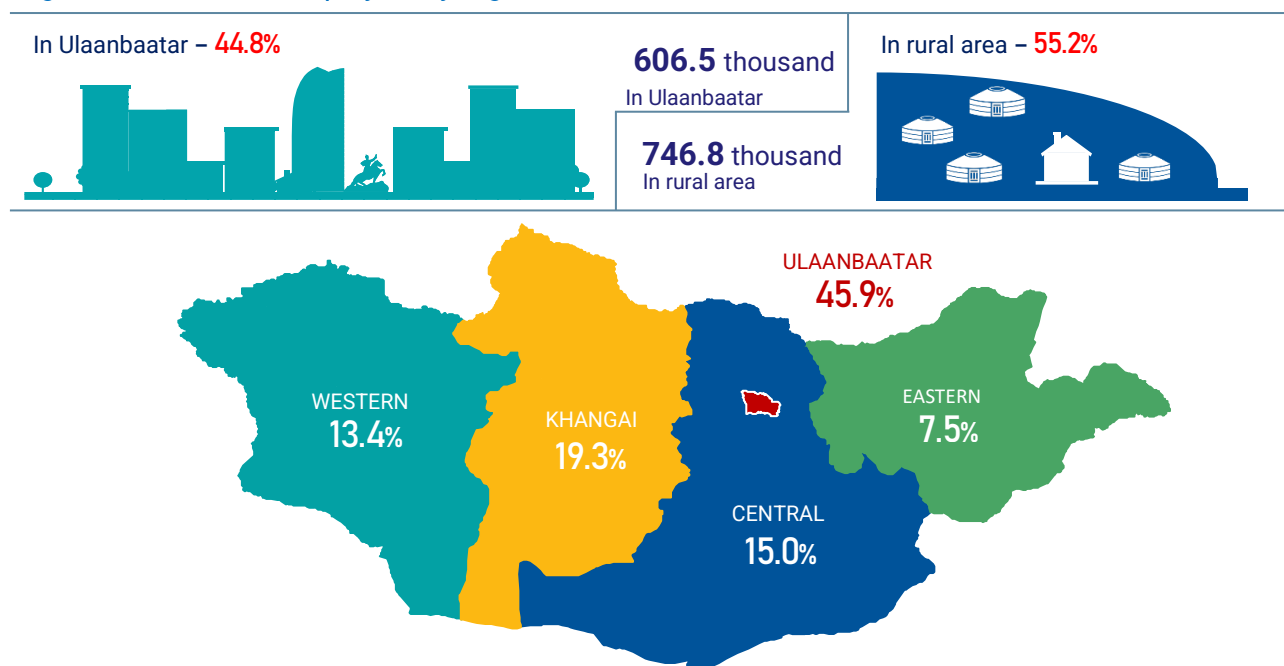 In Ulaanbaatar – 44.8%
606.5 thousand
In Ulaanbaatar
746.8 thousand
In rural area
In rural area – 55.2%
ULAANBAATAR
45.9%
WESTERN
13.4%
KHANGAI
19.3%
EASTERN
7.5%
CENTRAL
15.0%